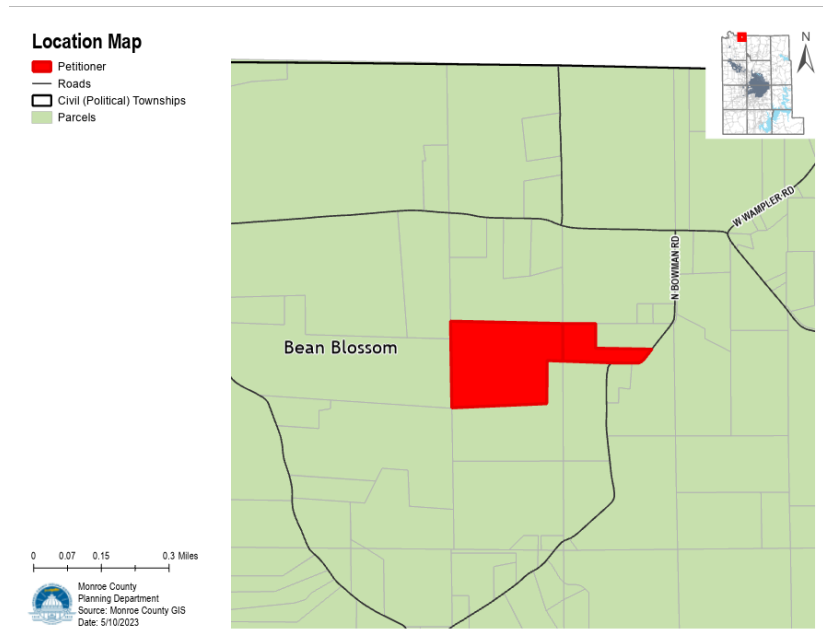 Location Map
Petitioner
Roads
Civil (Political) Townships
Parcels
N
W WAMPLER RD
N BOWMAN RD
Bean Blossom
0 0.07 0.15 0.3 Miles
Monroe County
Planning Department
Source: Monroe County GIS
Date: 5/10/2023